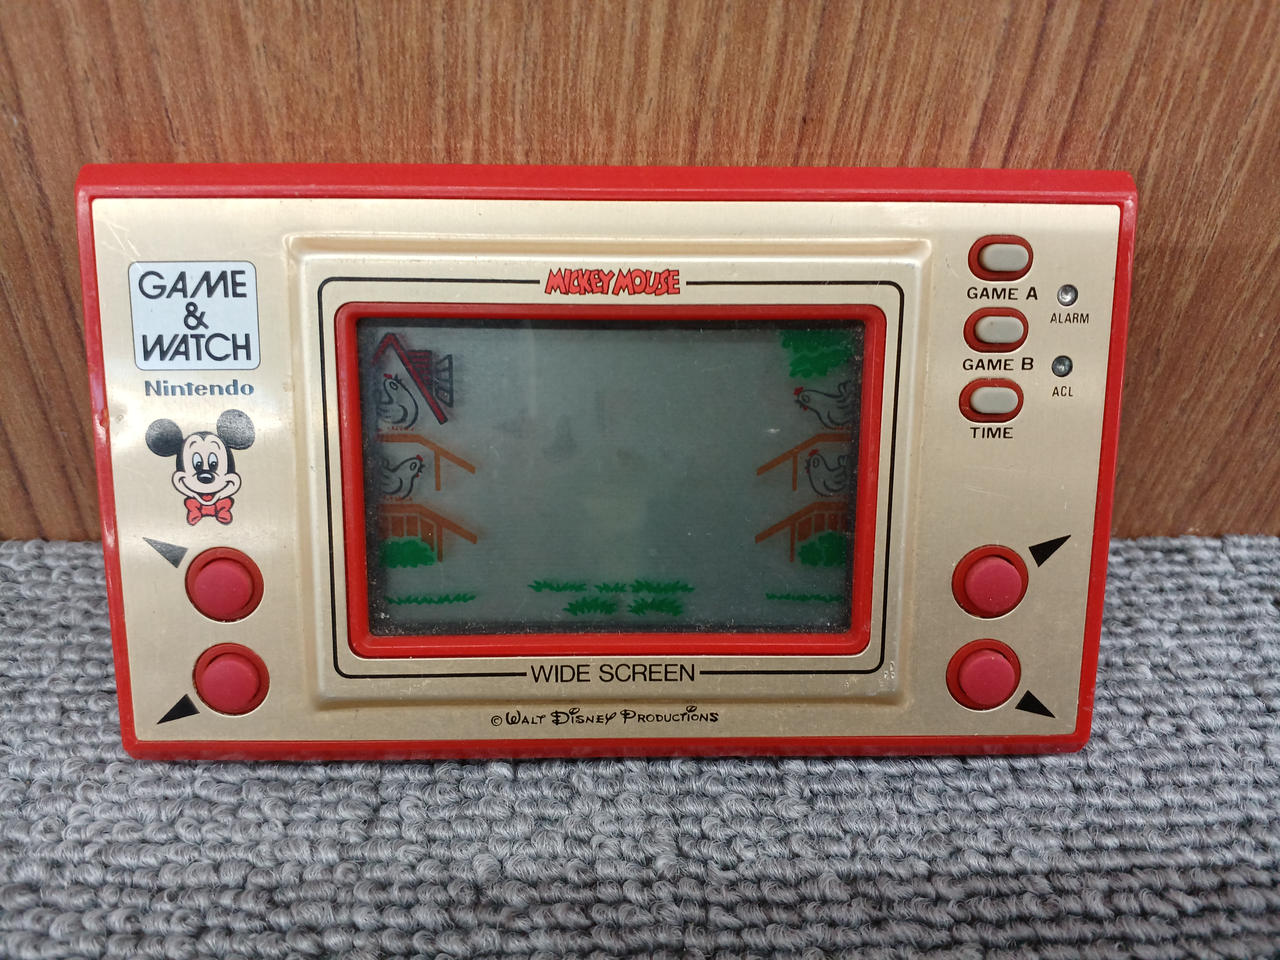 GAME
&
WATCH
Nintendo
MICKEY MOUSE
GAME A
ALARM
GAME B
ACL
TIME
WIDE SCREEN
© WALT DISNEY PRODUCTIONS